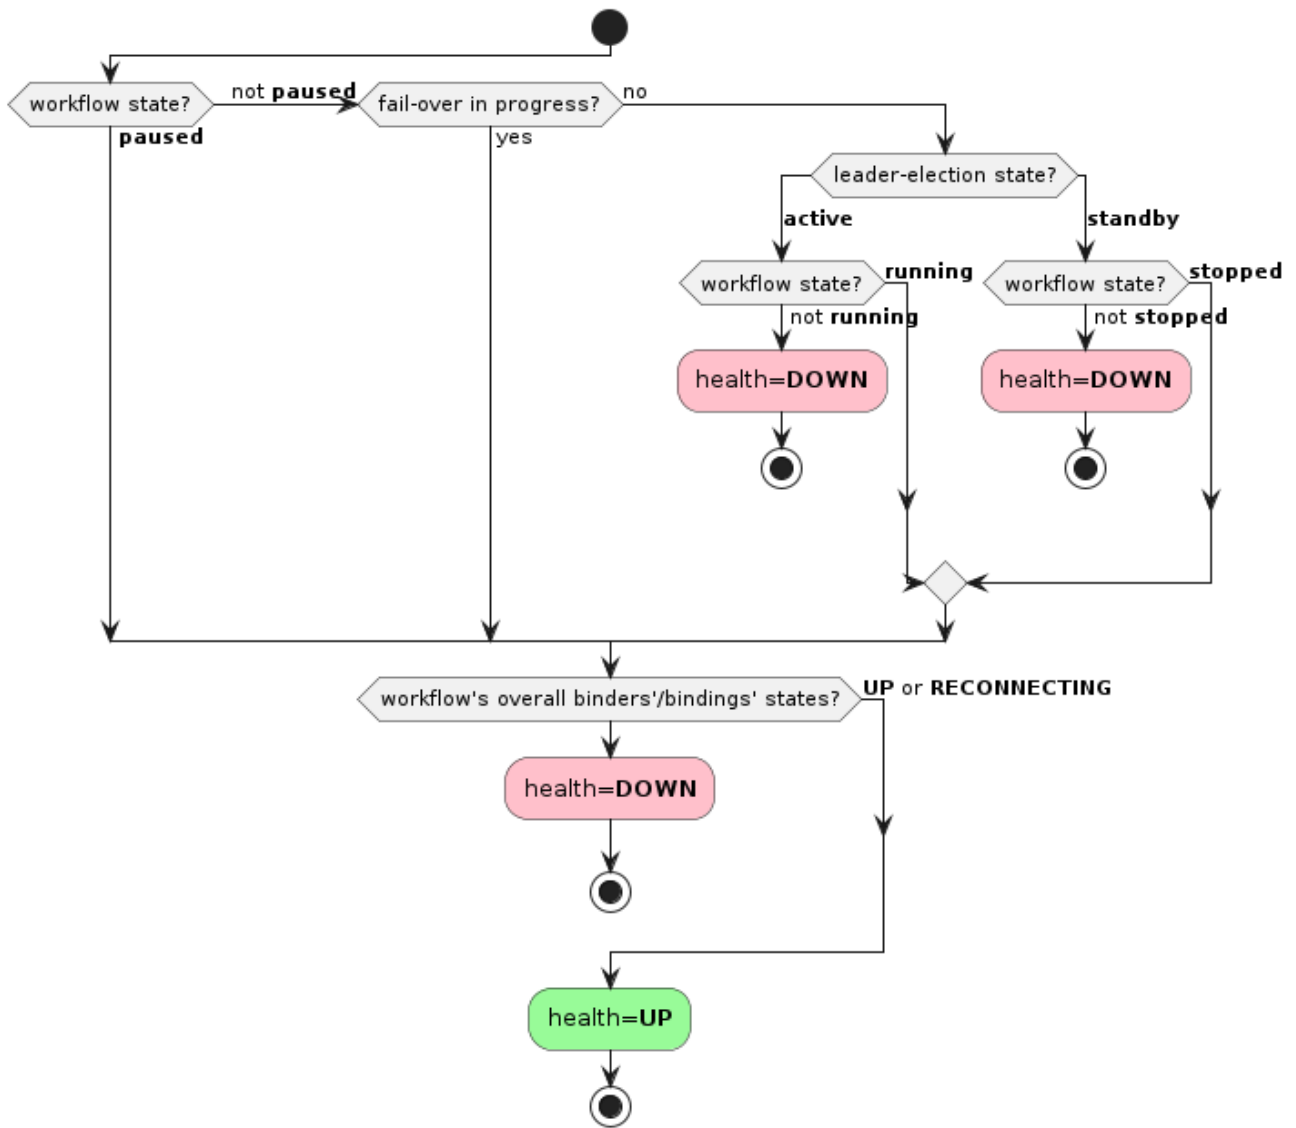 workflow state?
not paused
fail-over in progress?
no
paused
yes
leader-election state?
active
standby
workflow state?
running
workflow state?
stopped
not running
not stopped
health=DOWN
health=DOWN
workflow's overall binders'/bindings' states?
UP or RECONNECTING
health=DOWN
health=UP